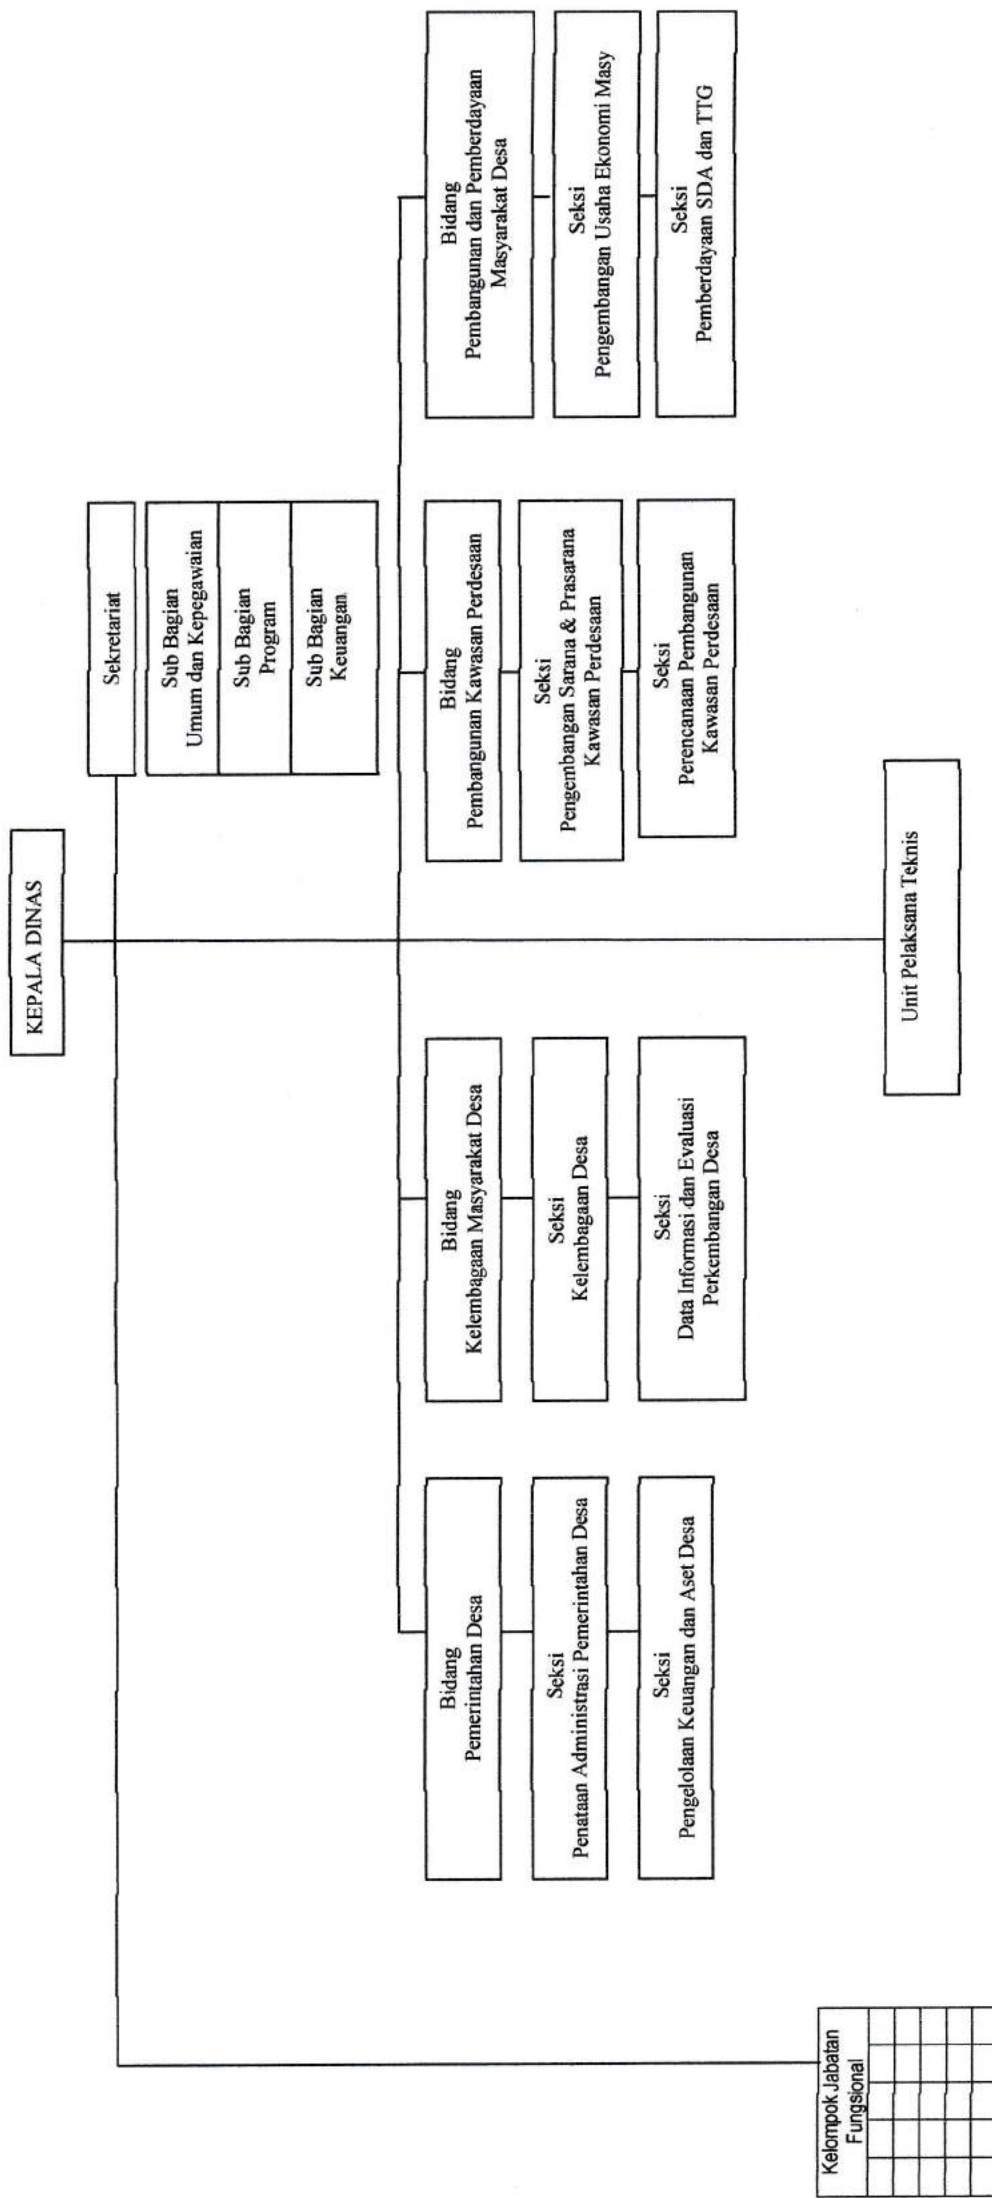 KEPALA DINAS
Sekretariat
Sub Bagian
Umum dan Kepegawaian
Sub Bagian
Program
Sub Bagian
Keuangan
Bidang
Pemerintahan Desa
Seksi
Penataan Administrasi Pemerintahan Desa
Seksi
Pengelolaan Keuangan dan Aset Desa
Bidang
Kelembagaan Masyarakat Desa
Seksi
Kelembagaan Desa
Seksi
Data Informasi dan Evaluasi
Perkembangan Desa
Bidang
Pembangunan Kawasan Perdesaan
Seksi
Pengembangan Sarana & Prasarana
Kawasan Perdesaan
Seksi
Perencanaan Pembangunan
Kawasan Perdesaan
Bidang
Pembangunan dan Pemberdayaan
Masyarakat Desa
Seksi
Pengembangan Usaha Ekonomi Masy
Seksi
Pemberdayaan SDA dan TTG
Kelompok Jabatan
Fungsional
Unit Pelaksana Teknis